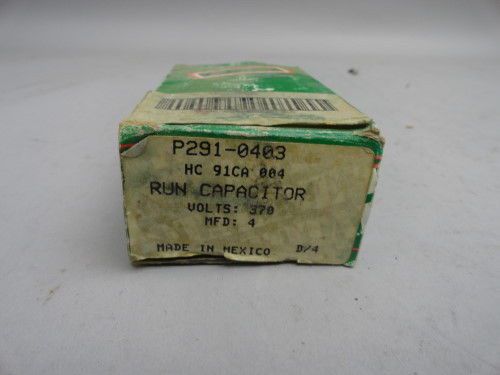 P291-0403
HC 91CA 004
RUN CAPACITOR
VOLTS: 370
MFD: 4
MADE IN MEXICO D/4